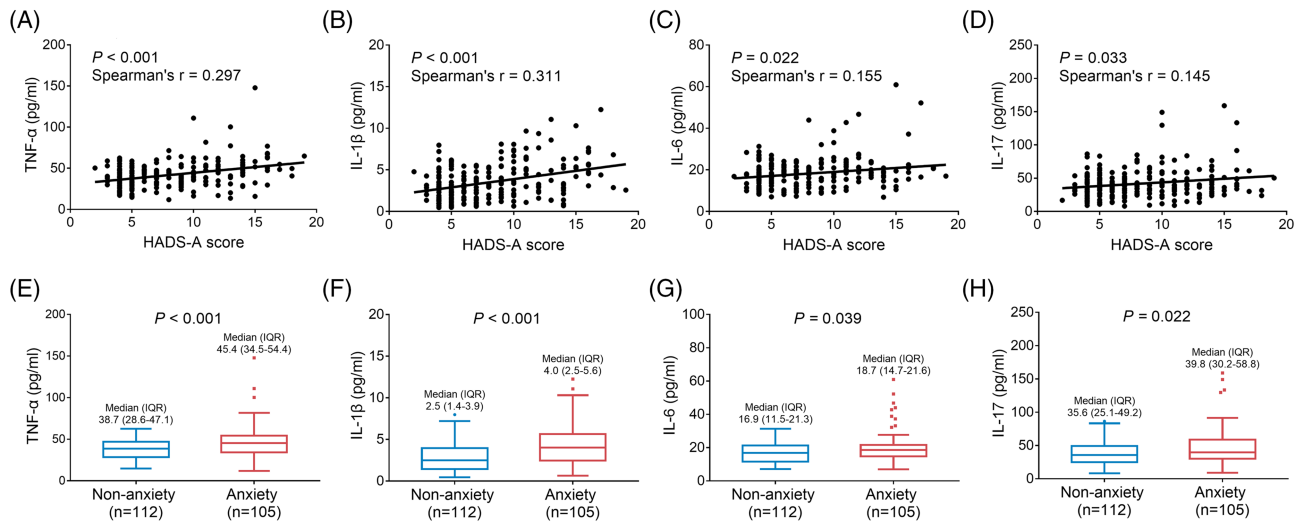 (A)
P < 0.001
Spearman's r = 0.297
TNF-α (pg/ml)
200
150
100
50
0
0 5 10 15 20
HADS-A score
(B)
P < 0.001
Spearman's r = 0.311
IL-1β (pg/ml)
20
15
10
5
0
0 5 10 15 20
HADS-A score
(C)
P = 0.022
Spearman's r = 0.155
IL-6 (pg/ml)
80
60
40
20
0
0 5 10 15 20
HADS-A score
(D)
P = 0.033
Spearman's r = 0.145
IL-17 (pg/ml)
250
200
150
100
50
0
0 5 10 15 20
HADS-A score
(E)
P < 0.001
TNF-α (pg/ml)
200
150
100
50
0
Median (IQR)
38.7 (28.6-47.1)
Median (IQR)
45.4 (34.5-54.4)
Non-anxiety Anxiety
(n=112) (n=105)
(F)
P < 0.001
IL-1β (pg/ml)
20
15
10
5
0
Median (IQR)
2.5 (1.4-3.9)
Median (IQR)
4.0 (2.5-5.6)
Non-anxiety Anxiety
(n=112) (n=105)
(G)
P = 0.039
IL-6 (pg/ml)
100
80
60
40
20
0
Median (IQR)
16.9 (11.5-21.3)
Median (IQR)
18.7 (14.7-21.6)
Non-anxiety Anxiety
(n=112) (n=105)
(H)
P = 0.022
IL-17 (pg/ml)
250
200
150
100
50
0
Median (IQR)
35.6 (25.1-49.2)
Median (IQR)
39.8 (30.2-58.8)
Non-anxiety Anxiety
(n=112) (n=105)